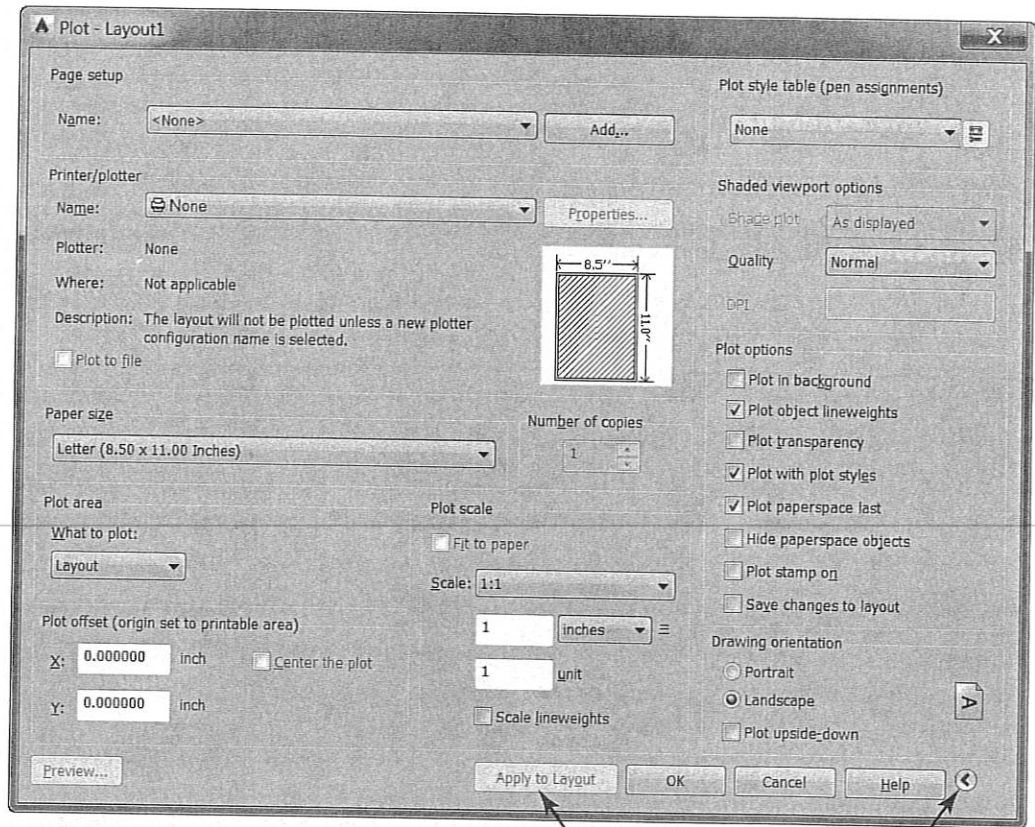 Plot - Layout1
Page setup
Name: <None> Add...
Printer/plotter
Name: None Properties...
Plotter: None
Where: Not applicable
Description: The layout will not be plotted unless a new plotter
configuration name is selected.
Plot to file
8.5"
11.0"
Paper size
Letter (8.50 x 11.00 Inches)
Number of copies
1
Plot area
What to plot:
Layout
Plot scale
Fit to paper
Scale: 1:1
1 inches =
1 unit
Scale lineweights
Plot offset (origin set to printable area)
X: 0.000000 inch Center the plot
Y: 0.000000 inch
Plot style table (pen assignments)
None
Shaded viewport options
Shade plot As displayed
Quality Normal
DPI
Plot options
Plot in background
Plot object lineweights
Plot transparency
Plot with plot styles
Plot paperspace last
Hide paperspace objects
Plot stamp on
Save changes to layout
Drawing orientation
Portrait
Landscape
Plot upside-down
A
Preview... Apply to Layout OK Cancel Help